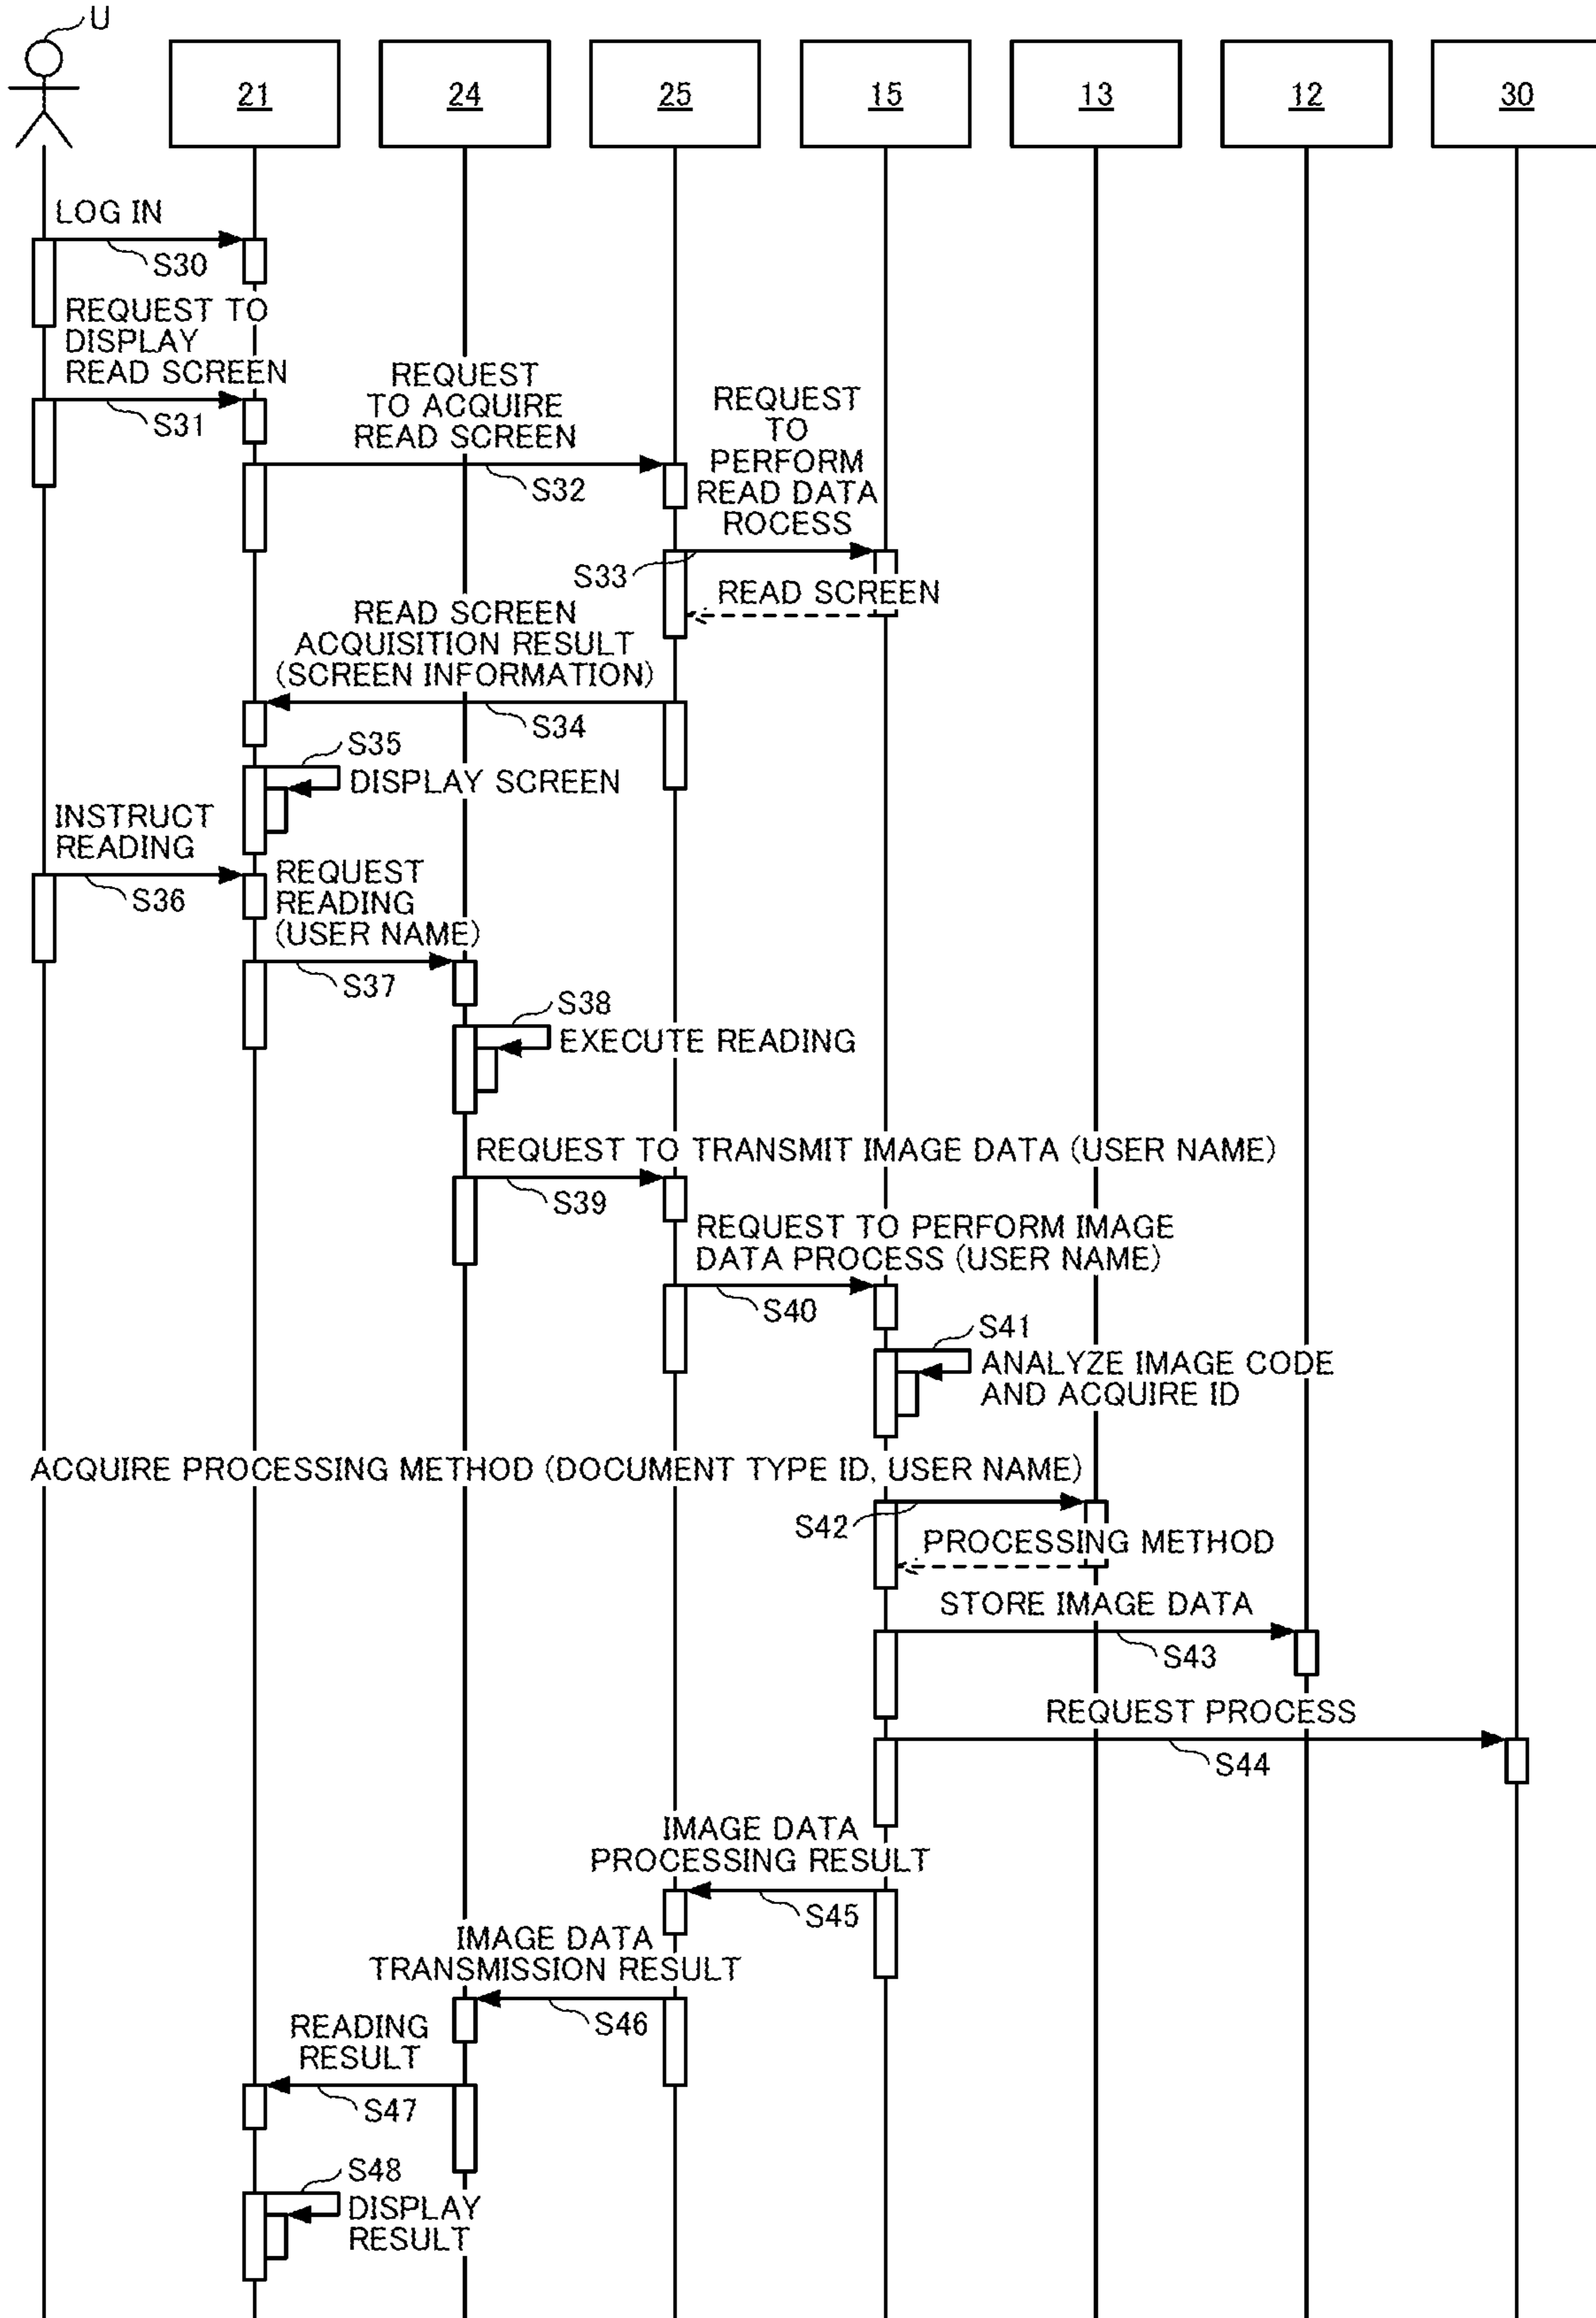 U
21
24
25
15
13
12
30
LOG IN
S30
REQUEST TO
DISPLAY
READ SCREEN
S31
REQUEST
TO ACQUIRE
READ SCREEN
S32
REQUEST
TO
PERFORM
READ DATA
ROCESS
S33
READ SCREEN
READ SCREEN
ACQUISITION RESULT
(SCREEN INFORMATION)
S34
S35
DISPLAY SCREEN
INSTRUCT
READING
S36
REQUEST
READING
(USER NAME)
S37
S38
EXECUTE READING
REQUEST TO TRANSMIT IMAGE DATA (USER NAME)
S39
REQUEST TO PERFORM IMAGE
DATA PROCESS (USER NAME)
S40
S41
ANALYZE IMAGE CODE
AND ACQUIRE ID
ACQUIRE PROCESSING METHOD (DOCUMENT TYPE ID, USER NAME)
S42
PROCESSING METHOD
STORE IMAGE DATA
S43
REQUEST PROCESS
S44
IMAGE DATA
PROCESSING RESULT
S45
IMAGE DATA
TRANSMISSION RESULT
S46
READING
RESULT
S47
S48
DISPLAY
RESULT